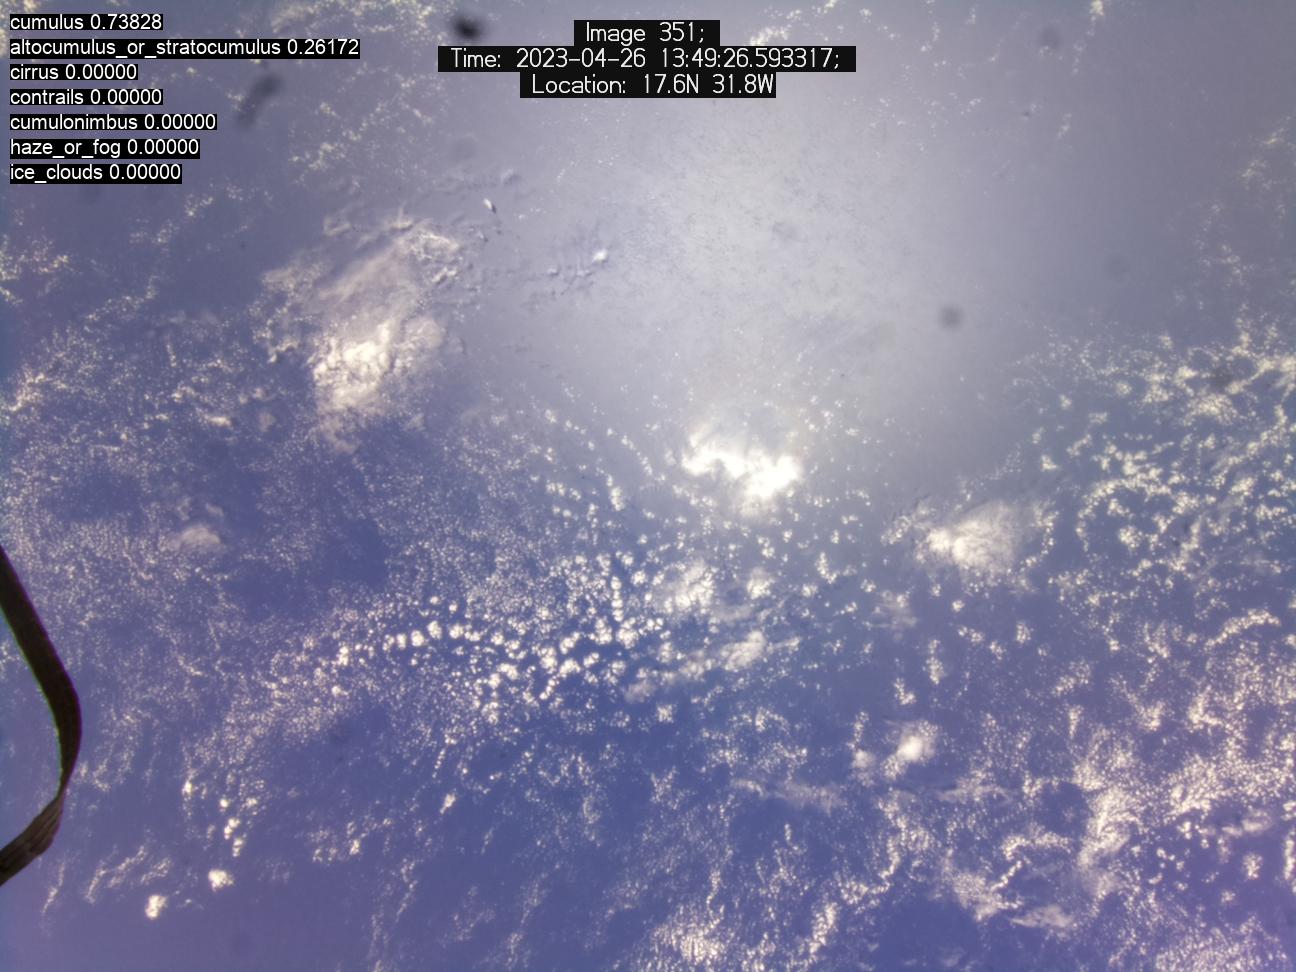 cumulus 0.73828
altocumulus_or_stratocumulus 0.26172
cirrus 0.00000
contrails 0.00000
cumulonimbus 0.00000
haze_or_fog 0.00000
ice_clouds 0.00000
Image 351;
Time: 2023-04-26 13:49:26.593317;
Location: 17.6N 31.8W